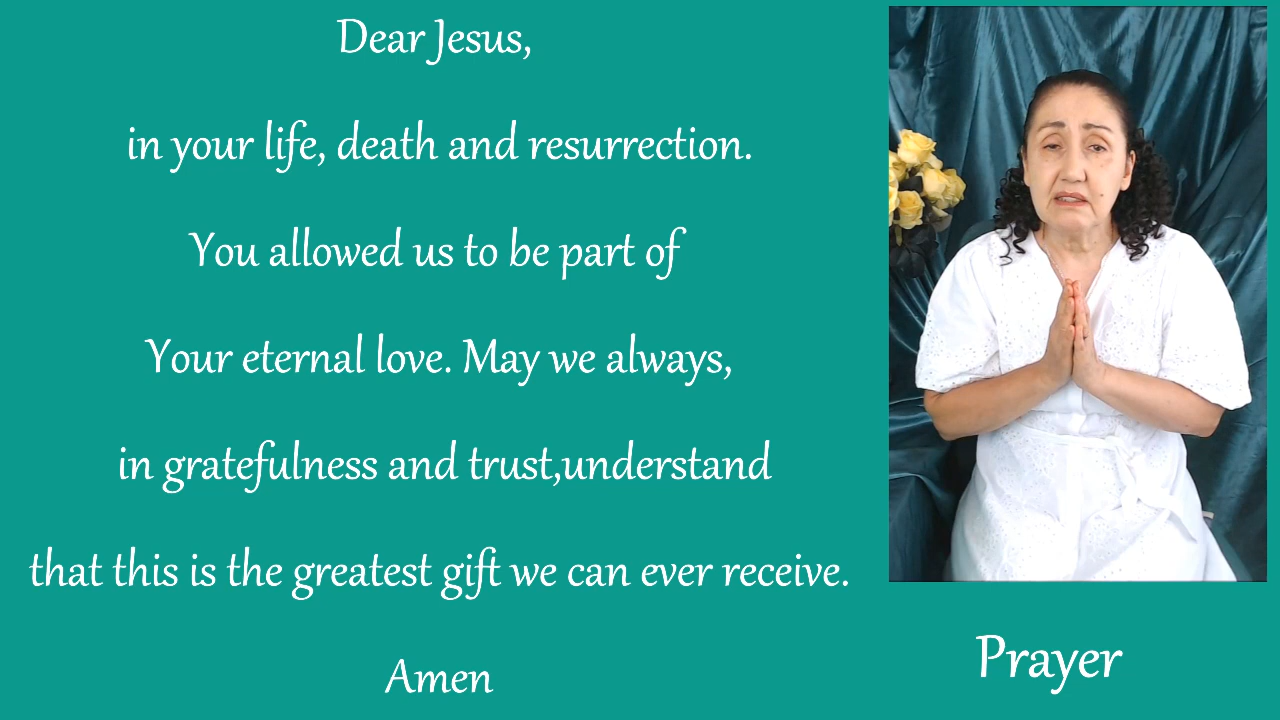 Dear Jesus,
in your life, death and resurrection.
You allowed us to be part of
Your eternal love. May we always,
in gratefulness and trust,understand
that this is the greatest gift we can ever receive.
Amen
Prayer